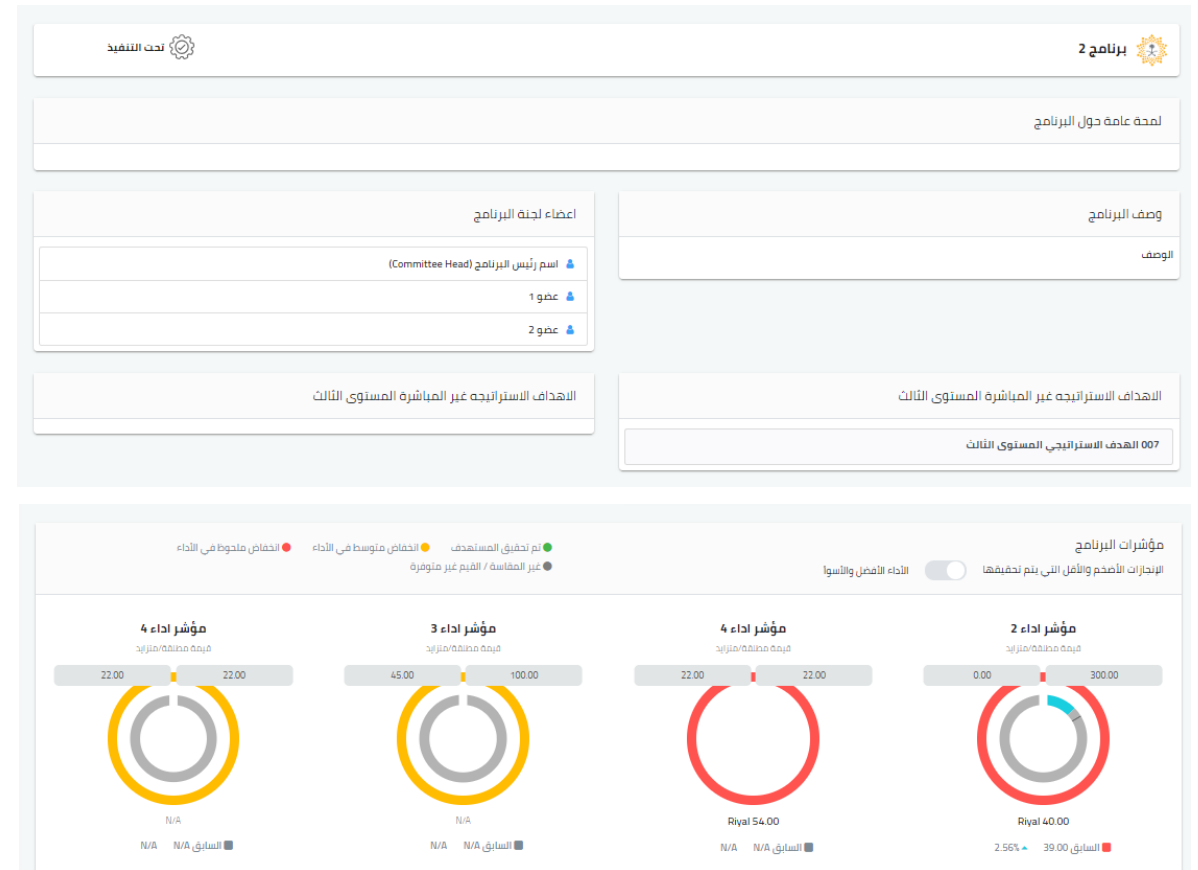 برنامج 2
تحت التنفيذ
لمحة عامة حول البرنامج
وصف البرنامج
الوصف
اعضاء لجنة البرنامج
اسم رئيس البرنامج (Committee Head)
عضو 1
عضو 2
الاهداف الاستراتيجه غير المباشرة المستوى الثالث
007 الهدف الاستراتيجي المستوى الثالث
الاهداف الاستراتيجه غير المباشرة المستوى الثالث
مؤشرات البرنامج
الإنجازات الأضخم والأقل التي يتم تحقيقها
الأداء الأفضل والأسوأ
تم تحقيق المستهدف انخفاض متوسط في الأداء انخفاض ملحوظ في الأداء
غير المقاسة / القيم غير متوفرة
مؤشر اداء 2
قيمة مطلقة/متزايد
0.00 300.00
Riyal 40.00
السابق 39.00 2.56%
مؤشر اداء 4
قيمة مطلقة/متزايد
22.00 22.00
Riyal 54.00
السابق N/A N/A
مؤشر اداء 3
قيمة مطلقة/متزايد
45.00 100.00
N/A
السابق N/A N/A
مؤشر اداء 4
قيمة مطلقة/متزايد
22.00 22.00
N/A
السابق N/A N/A